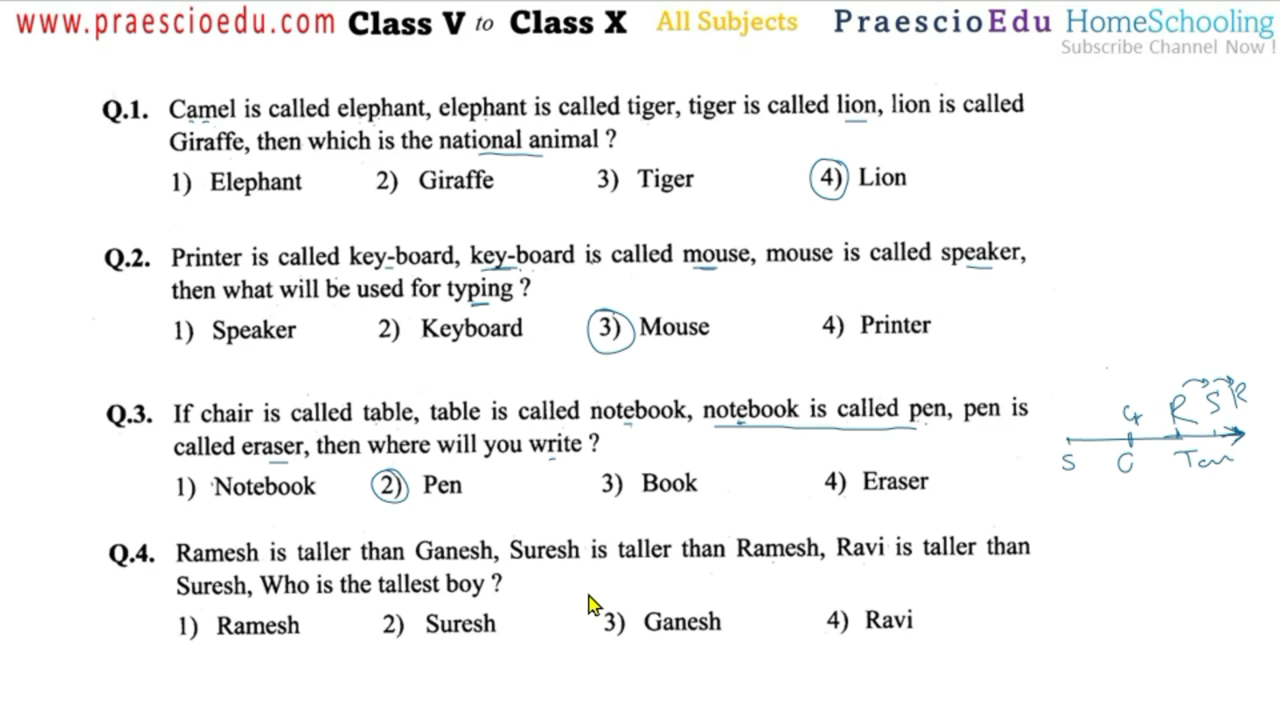 www.praescioedu.com Class V to Class X All Subjects PraescioEdu HomeSchooling
Subscribe Channel Now !
Q.1. Camel is called elephant, elephant is called tiger, tiger is called lion, lion is called
Giraffe, then which is the national animal ?
1) Elephant 2) Giraffe 3) Tiger 4) Lion
Q.2. Printer is called key-board, key-board is called mouse, mouse is called speaker,
then what will be used for typing ?
1) Speaker 2) Keyboard 3) Mouse 4) Printer
Q.3. If chair is called table, table is called notebook, notebook is called pen, pen is
called eraser, then where will you write ?
1) Notebook 2) Pen 3) Book 4) Eraser
G R S R
S G Tall
Q.4. Ramesh is taller than Ganesh, Suresh is taller than Ramesh, Ravi is taller than
Suresh, Who is the tallest boy ?
1) Ramesh 2) Suresh 3) Ganesh 4) Ravi